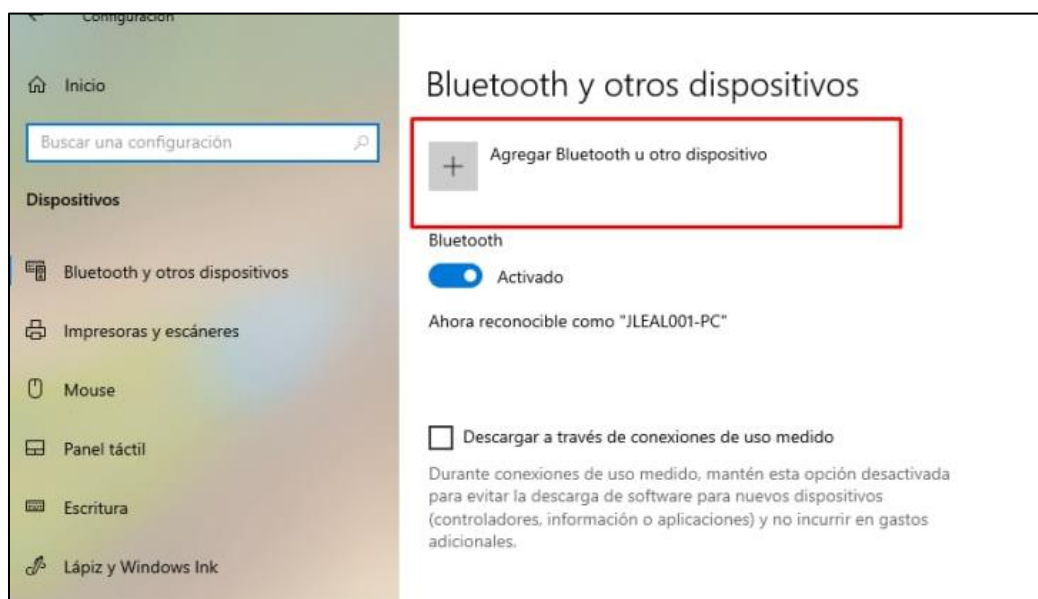 Configuración
Inicio
Buscar una configuración
Dispositivos
Bluetooth y otros dispositivos
Impresoras y escáneres
Mouse
Panel táctil
Escritura
Lápiz y Windows Ink
Bluetooth y otros dispositivos
Agregar Bluetooth u otro dispositivo
Bluetooth
Activado
Ahora reconocible como "JLEAL001-PC"
Descargar a través de conexiones de uso medido
Durante conexiones de uso medido, mantén esta opción desactivada
para evitar la descarga de software para nuevos dispositivos
(controladores, información o aplicaciones) y no incurrir en gastos
adicionales.